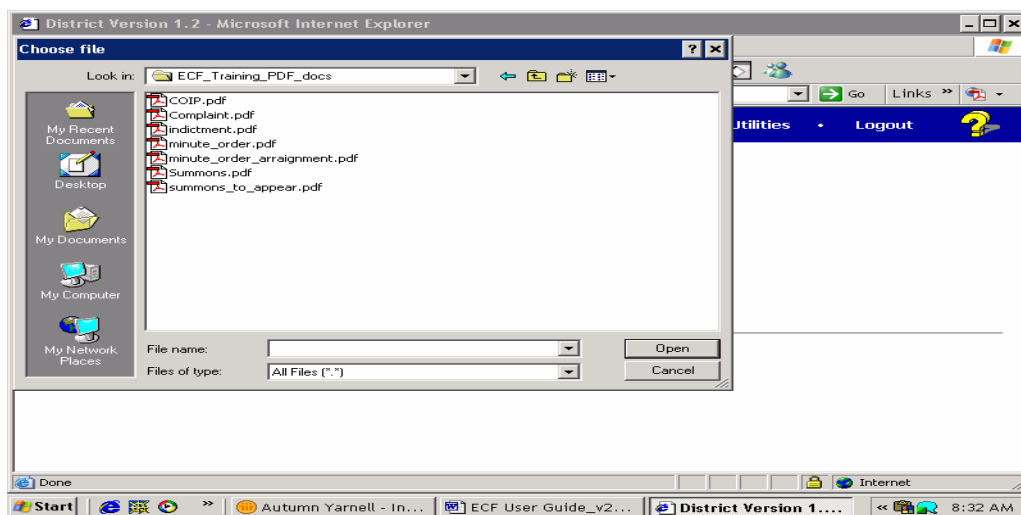 District Version 1.2 - Microsoft Internet Explorer
Choose file
Look in:
ECF_Training_PDF_docs
COIP.pdf
Complaint.pdf
indictment.pdf
minute_order.pdf
minute_order_arraignment.pdf
Summons.pdf
summons_to_appear.pdf
My Recent
Documents
Desktop
My Documents
My Computer
My Network
Places
File name:
Open
Files of type:
All Files (*.*)
Cancel
Go
Links »
Utilities • Logout
Done
Internet
Start
»
Autumn Yarnell - In...
ECF User Guide_v2...
District Version 1....
«
8:32 AM